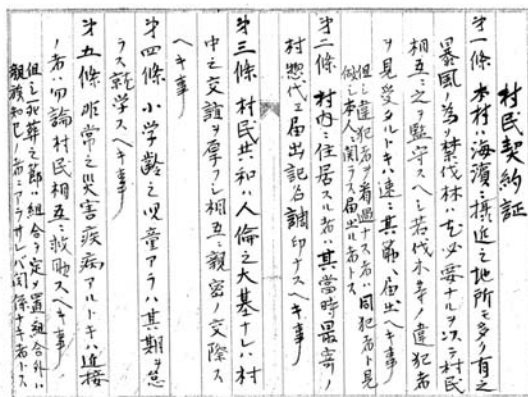 村民契約証
第一條 本村ハ海濱ニ接近之地所モ多ク有之
暴風ノ為メ禁伐林ハ尤必要ナルヲ以テ村民
相互ニ之ヲ監守スヘシ若伐木等ノ違犯者
ヲ見受タルトキハ速ニ其節ヘ届出ヘキ事
但シ違犯者ヲ看過ナス者ハ同犯者ト見
做シ本人ニ関ラス届出ル者トス
第二條 村内ニ住居スル者ハ其當時最寄ノ
村惣代エ届出記名調印ナスヘキ事
第三條 村民共和ハ人倫之大基ナレハ村
中之交誼ヲ厚フシ相互ニ親密ノ交際ス
ヘキ事
第四條 小学齢之児童アラハ其期ヲ怠
ラス就学スヘキ事
第五條 非常之災害疾病アルトキハ近接
ノ者ハ勿論村民相互ニ救助スヘキ事
但シ死葬之節ハ組合ヲ定メ置組合外ハ
親族知己ノ者ニアラサレバ関係ナキ者トス